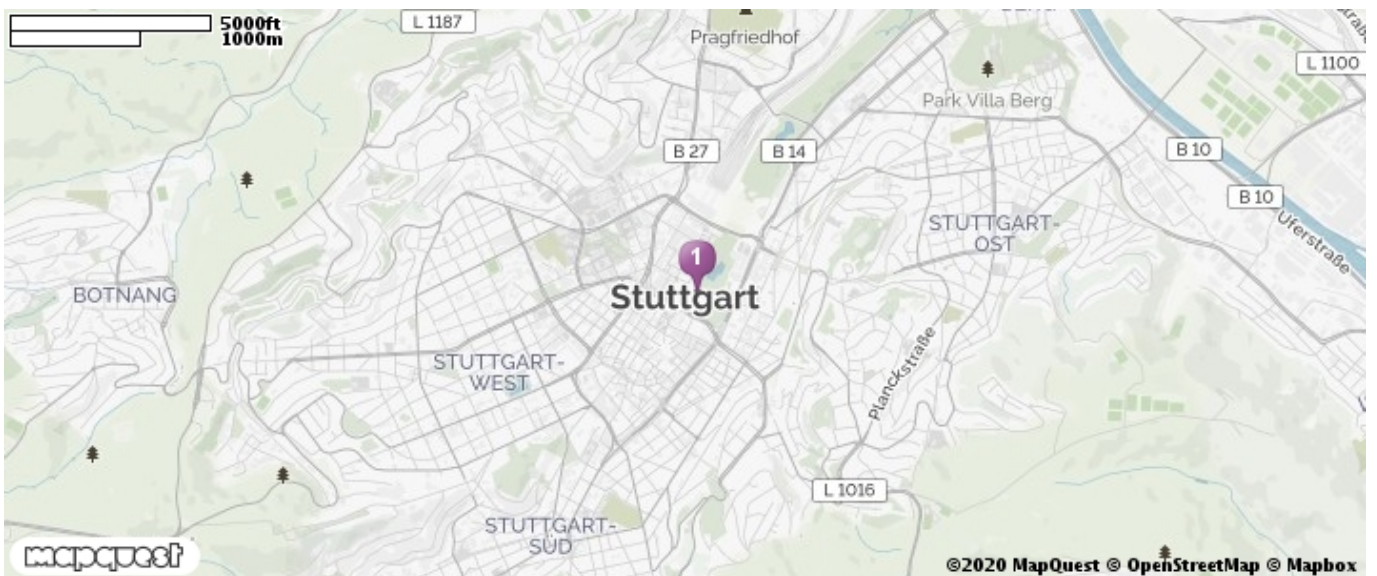 5000ft
1000m
L 1187
Pragfriedhof
L 1100
Park Villa Berg
B 27
B 14
B 10
B 10
Uferstraße
STUTTGART-
OST
1
Stuttgart
BOTNANG
STUTTGART-
WEST
Planckstraße
L 1016
STUTTGART-
SÜD
mapquest
©2020 MapQuest © OpenStreetMap © Mapbox